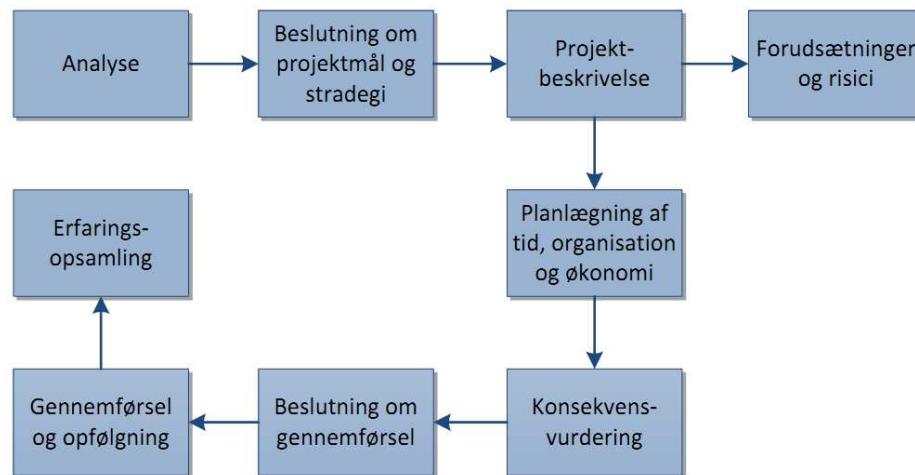 Analyse
Beslutning om
projektmål og
stradegi
Projekt-
beskrivelse
Forudsætninger
og risici
Planlægning af
tid, organisation
og økonomi
Konsekvens-
vurdering
Beslutning om
gennemførsel
Gennemførsel
og opfølgning
Erfarings-
opsamling